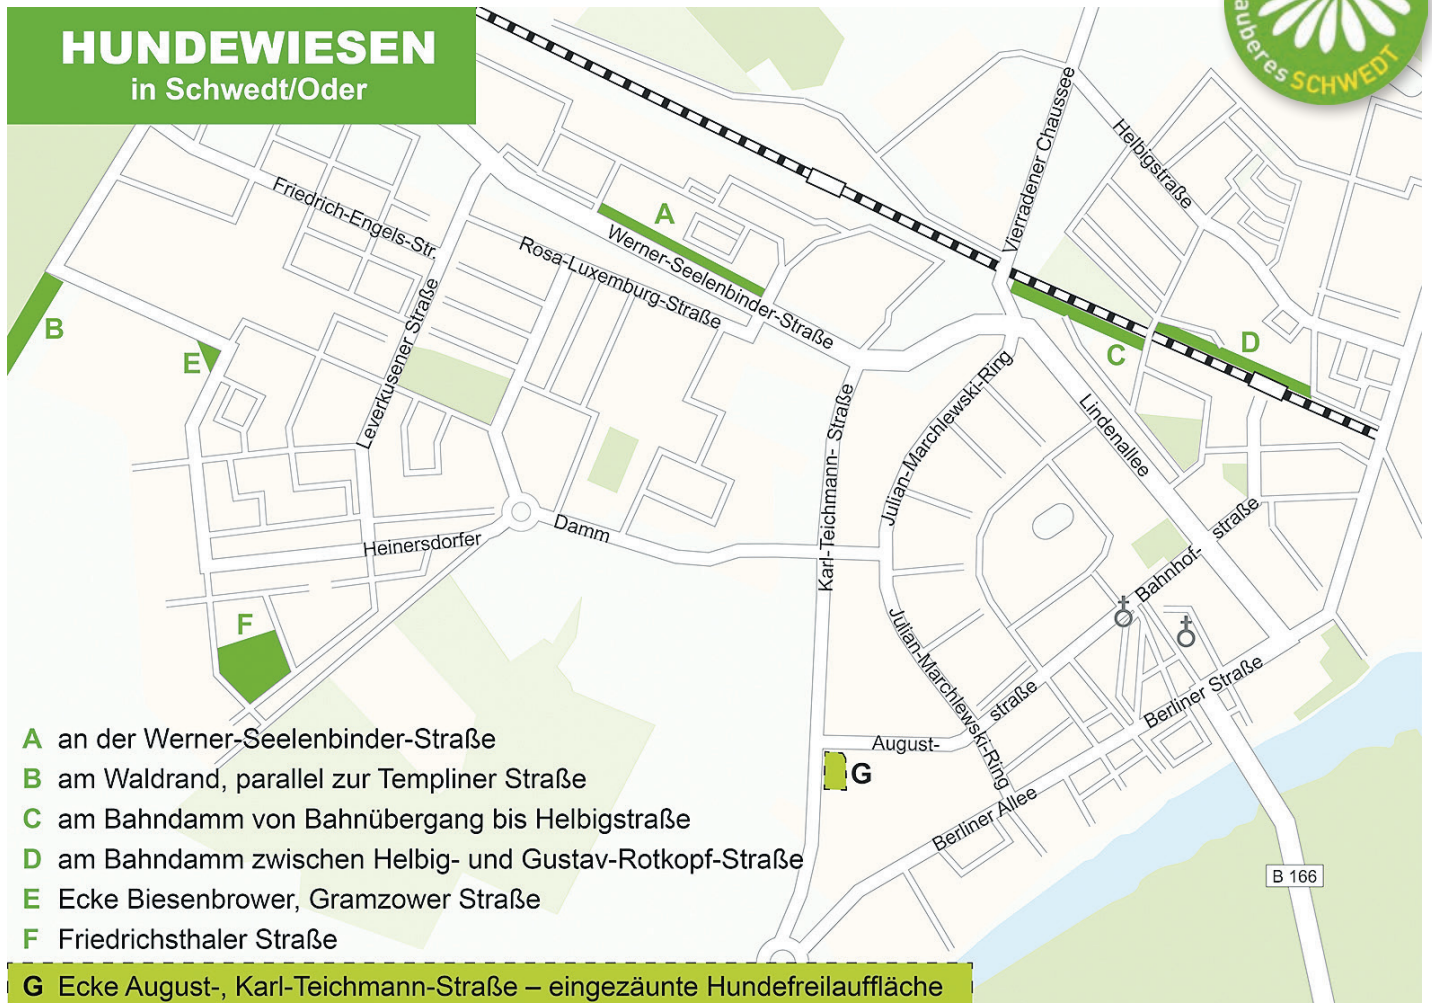 HUNDEWIESEN
in Schwedt/Oder
auberes SCHWEDT
Vierradener Chaussee
Helbigstraße
Friedrich-Engels-Str.
A
Werner-Seelenbinder-Straße
Rosa-Luxemburg-Straße
Leverkusener Straße
B
E
C
D
Julian-Marchlewski-Ring
Lindenallee
Karl-Teichmann- Straße
Heinersdorfer
Damm
Bahnhof-
straße
F
Julian-Marchlewski-Ring
straße
August-
Berliner Straße
G
Berliner Allee
B 166
A an der Werner-Seelenbinder-Straße
B am Waldrand, parallel zur Templiner Straße
C am Bahndamm von Bahnübergang bis Helbigstraße
D am Bahndamm zwischen Helbig- und Gustav-Rotkopf-Straße
E Ecke Biesenbrower, Gramzower Straße
F Friedrichsthaler Straße
G Ecke August-, Karl-Teichmann-Straße – eingezäunte Hundefreilauffläche